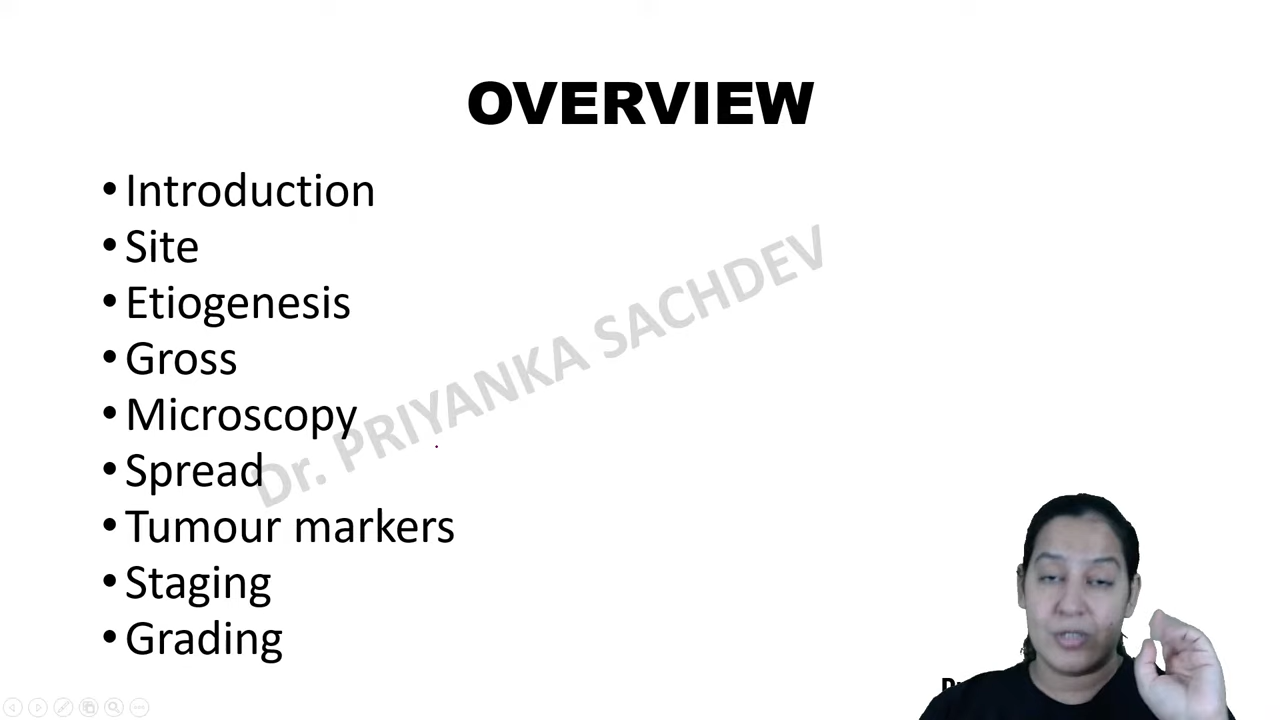 OVERVIEW
• Introduction
• Site
• Etiogenesis
• Gross
• Microscopy
• Spread
• Tumour markers
• Staging
• Grading
Dr. PRIYANKA SACHDEV